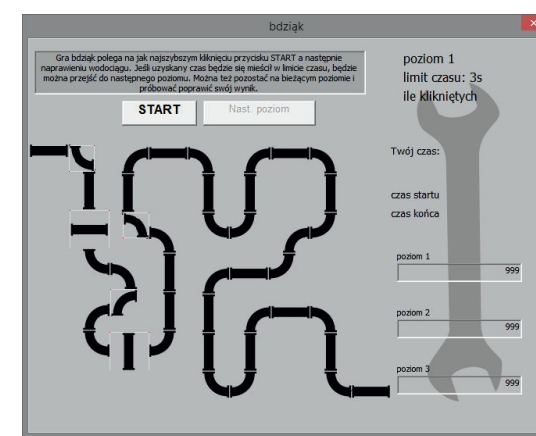 bdziąk
Gra bdziąk polega na jak najszybszym kliknięciu przycisku START a następnie
naprawieniu wodociągu. Jeśli uzyskany czas będzie się mieścił w limicie czasu, będzie
można przejść do następnego poziomu. Można też pozostać na bieżącym poziomie i
próbować poprawić swój wynik.
START
Nast. poziom
poziom 1
limit czasu: 3s
ile klikniętych
Twój czas:
czas startu
czas końca
poziom 1
999
poziom 2
999
poziom 3
999